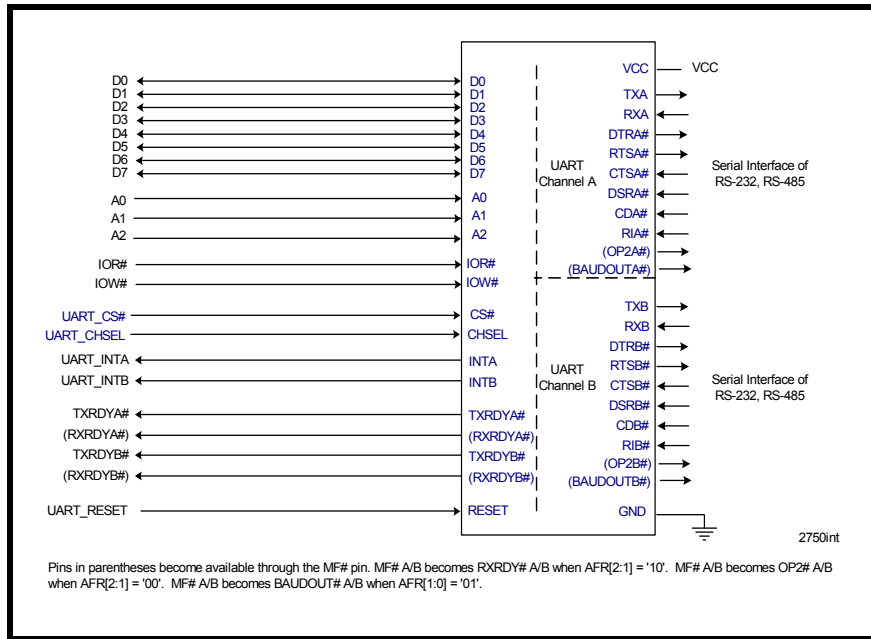 VCC VCC
D0 D0
D1 D1
D2 D2
D3 D3
D4 D4
D5 D5
D6 D6
D7 D7
A0 A0
A1 A1
A2 A2
IOR# IOR#
IOW# IOW#
UART_CS# CS#
UART_CHSEL CHSEL
UART_INTA INTA
UART_INTB INTB
TXRDYA# TXRDYA#
(RXRDYA#) (RXRDYA#)
TXRDYB# TXRDYB#
(RXRDYB#) (RXRDYB#)
UART_RESET RESET
UART
Channel A
TXA
RXA
DTRA#
RTSA#
CTSA#
DSRA#
CDA#
RIA#
(OP2A#)
(BAUDOUTA#)
Serial Interface of
RS-232, RS-485
UART
Channel B
TXB
RXB
DTRB#
RTSB#
CTSB#
DSRB#
CDB#
RIB#
(OP2B#)
(BAUDOUTB#)
Serial Interface of
RS-232, RS-485
GND
2750int
Pins in parentheses become available through the MF# pin. MF# A/B becomes RXRDY# A/B when AFR[2:1] = '10'. MF# A/B becomes OP2# A/B
when AFR[2:1] = '00'. MF# A/B becomes BAUDOUT# A/B when AFR[1:0] = '01'.